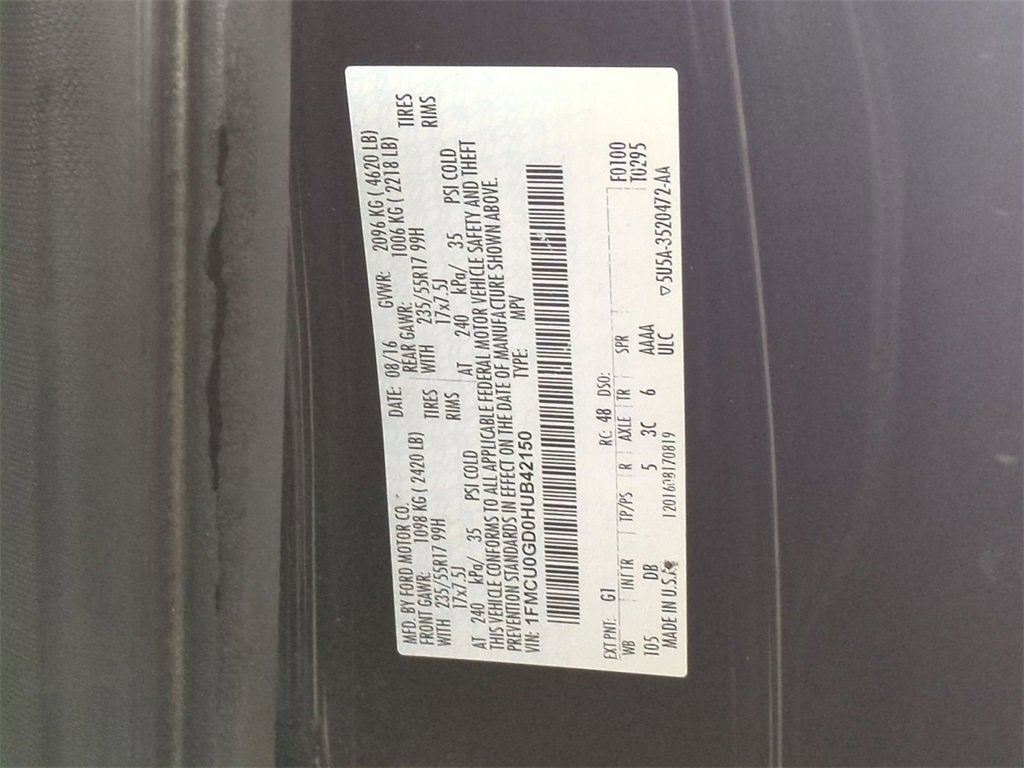 MFD. BY FORD MOTOR CO. DATE: 08/16 GVWR: 2096 KG ( 4620 LB)
FRONT GAWR: 1098 KG ( 2420 LB) REAR GAWR: 1006 KG ( 2218 LB)
WITH 235/55R17 99H TIRES WITH 235/55R17 99H TIRES
17x7.5J RIMS 17x7.5J RIMS
AT 240 kPa/ 35 PSI COLD AT 240 kPa/ 35 PSI COLD
THIS VEHICLE CONFORMS TO ALL APPLICABLE FEDERAL MOTOR VEHICLE SAFETY AND THEFT
PREVENTION STANDARDS IN EFFECT ON THE DATE OF MANUFACTURE SHOWN ABOVE.
VIN: 1FMCU0GD0HUB42150 TYPE: MPV
EXT PNT: G1 RC: 48 DSO: F0100
WB INT TR TP/PS R AXLE TR SPR T0295
105 DB 5 3C 6 AAAA
MADE IN U.S.A. 1201608170819 ULC ▽5U5A-3520472-AA